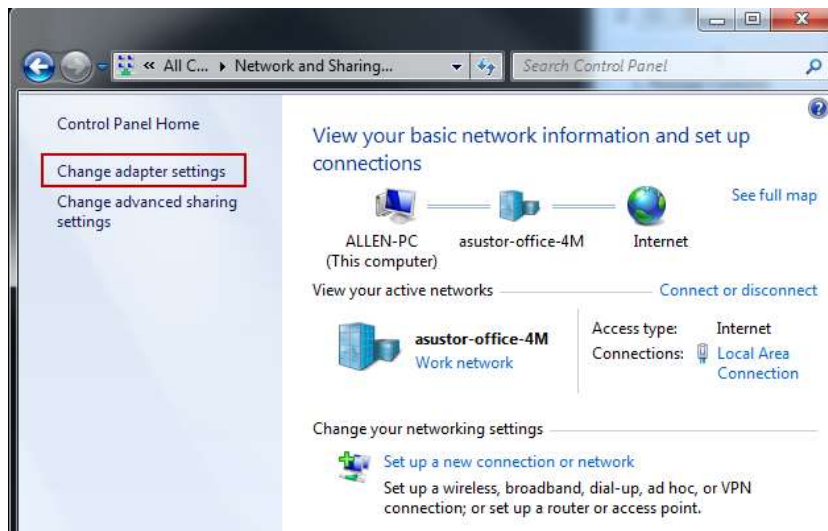 « All C... ▸ Network and Sharing...
Search Control Panel
Control Panel Home
Change adapter settings
Change advanced sharing
settings
View your basic network information and set up
connections
See full map
ALLEN-PC
(This computer)
asustor-office-4M
Internet
View your active networks
Connect or disconnect
asustor-office-4M
Work network
Access type: Internet
Connections: Local Area
Connection
Change your networking settings
Set up a new connection or network
Set up a wireless, broadband, dial-up, ad hoc, or VPN
connection; or set up a router or access point.